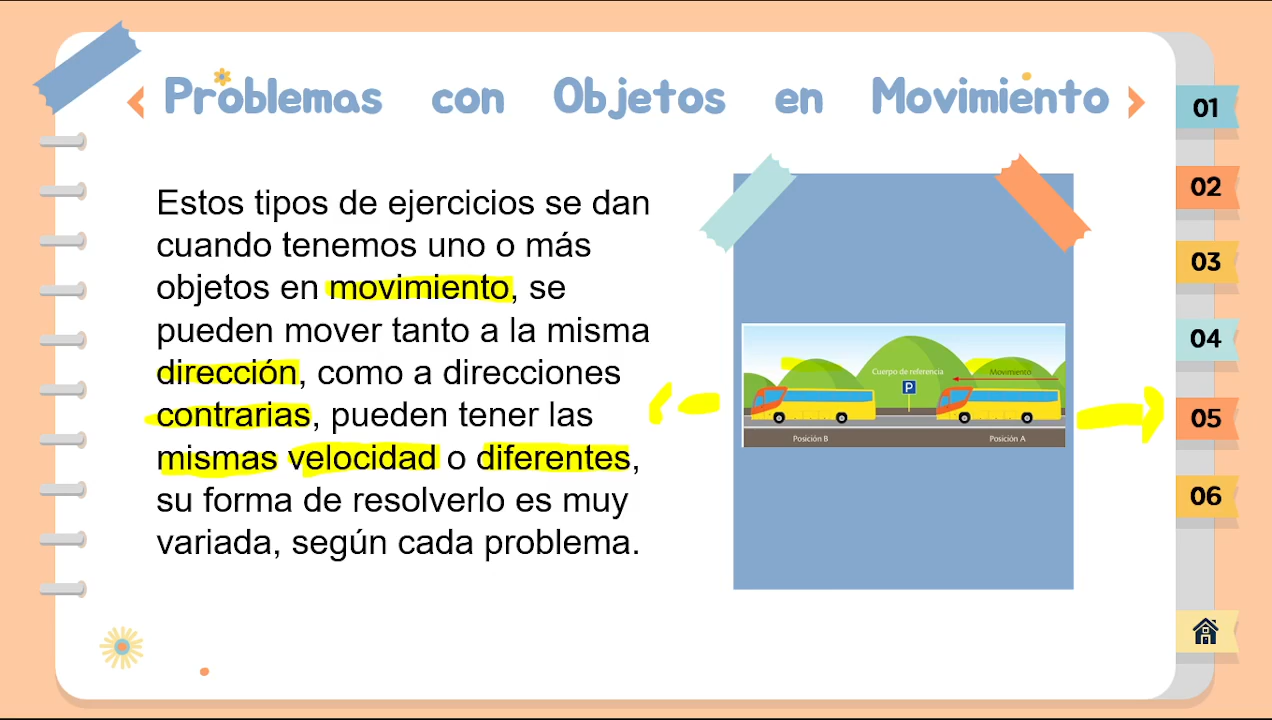 Problemas con Objetos en Movimiento
Estos tipos de ejercicios se dan
cuando tenemos uno o más
objetos en movimiento, se
pueden mover tanto a la misma
dirección, como a direcciones
contrarias, pueden tener las
mismas velocidad o diferentes,
su forma de resolverlo es muy
variada, según cada problema.
Cuerpo de referencia
P
Movimiento
Posición B
Posición A
01
02
03
04
05
06